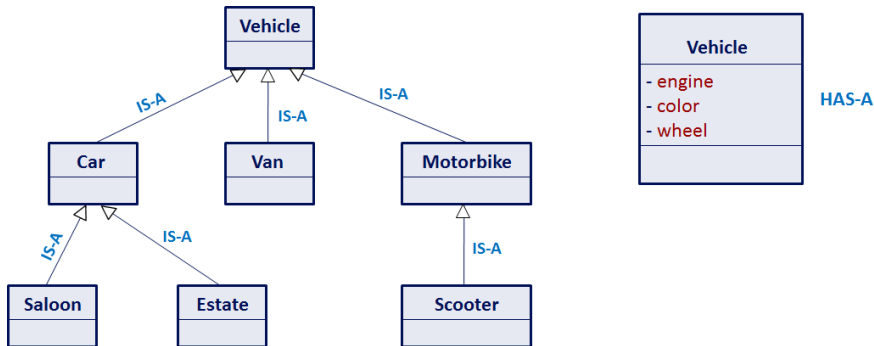 Vehicle
IS-A
IS-A
IS-A
Car
Van
Motorbike
IS-A
IS-A
IS-A
Saloon
Estate
Scooter
Vehicle
- engine
- color
- wheel
HAS-A